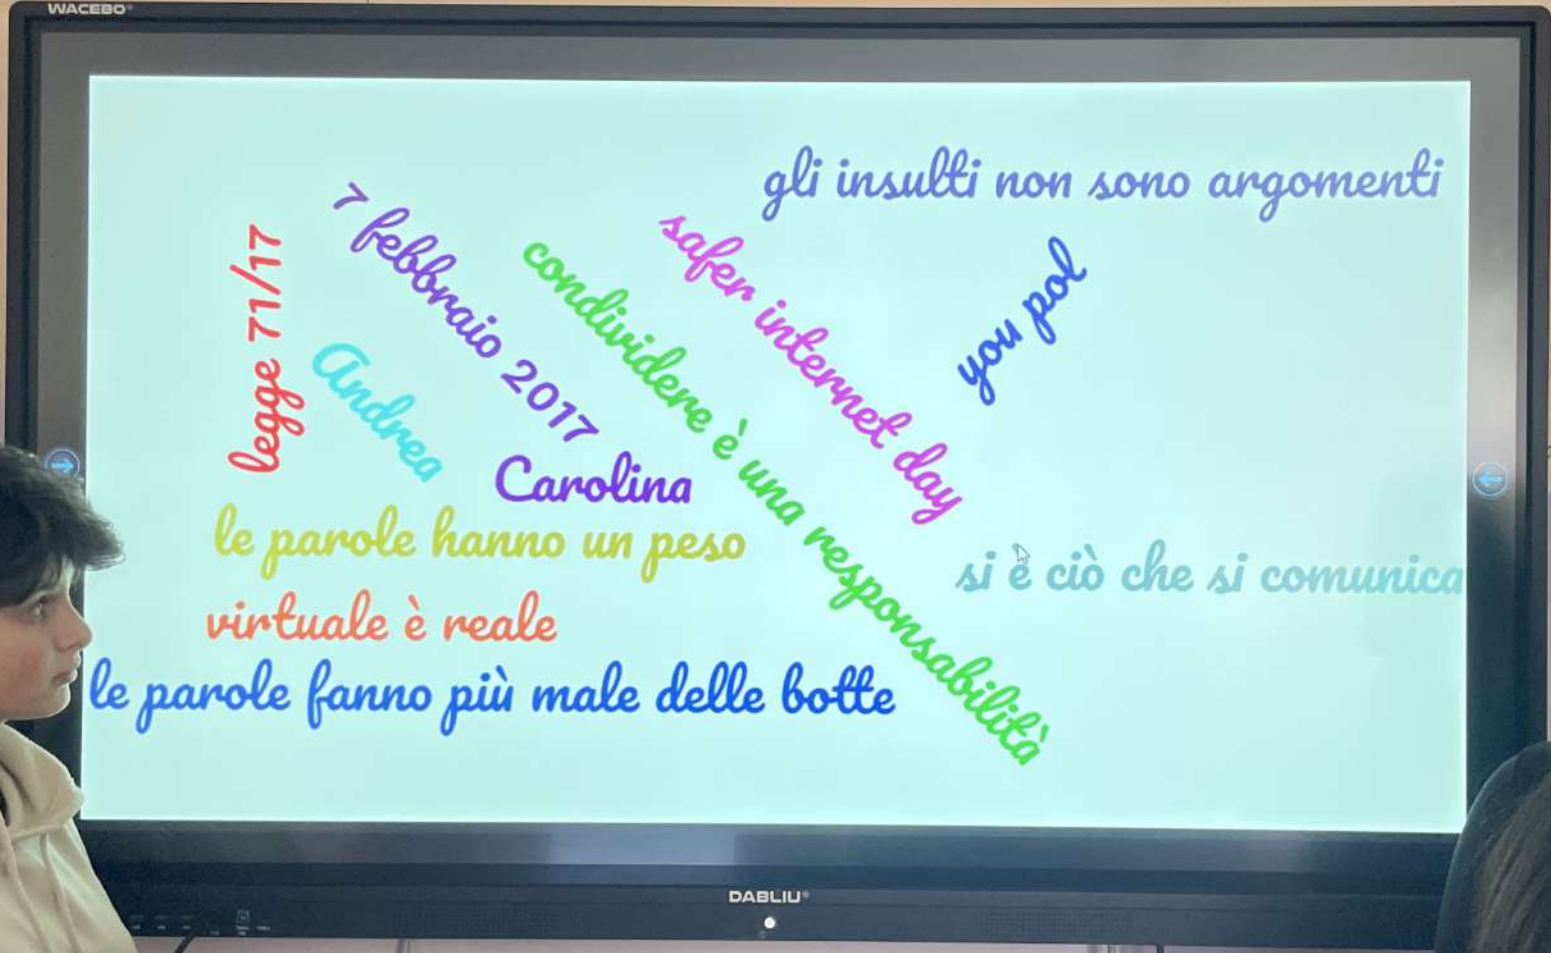 WACEBO
gli insulti non sono argomenti
7 febbraio 2017
safer internet day
legge 71/17
condividere è una responsabilità
you pol
Andrea
Carolina
le parole hanno un peso
si è ciò che si comunica
virtuale è reale
le parole fanno più male delle botte
DABLIU